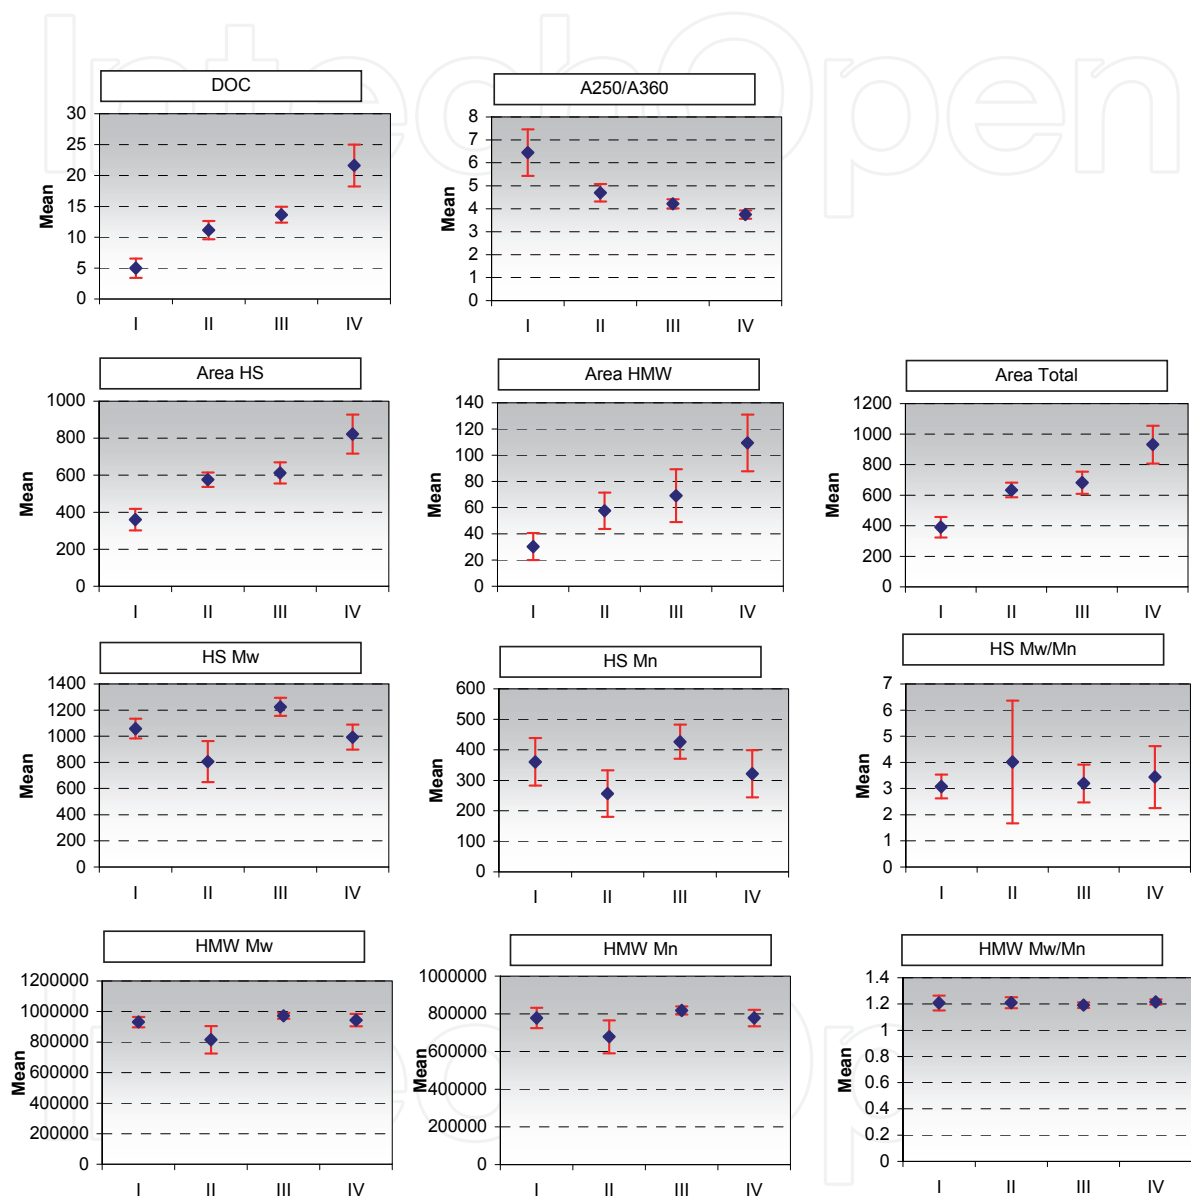 IntechOpen
DOC
A250/A360
Mean
30
25
20
15
10
5
0
I II III IV
Mean
8
7
6
5
4
3
2
1
0
I II III IV
Area HS
Area HMW
Area Total
Mean
1000
800
600
400
200
0
I II III IV
Mean
140
120
100
80
60
40
20
0
I II III IV
Mean
1200
1000
800
600
400
200
0
I II III IV
HS Mw
HS Mn
HS Mw/Mn
Mean
1400
1200
1000
800
600
400
200
0
I II III IV
Mean
600
500
400
300
200
100
0
I II III IV
Mean
7
6
5
4
3
2
1
0
I II III IV
HMW Mw
HMW Mn
HMW Mw/Mn
Mean
1200000
1000000
800000
600000
400000
200000
0
I II III IV
Mean
1000000
800000
600000
400000
200000
0
I II III IV
Mean
1.4
1.2
1
0.8
0.6
0.4
0.2
0
I II III IV
IntechOpen